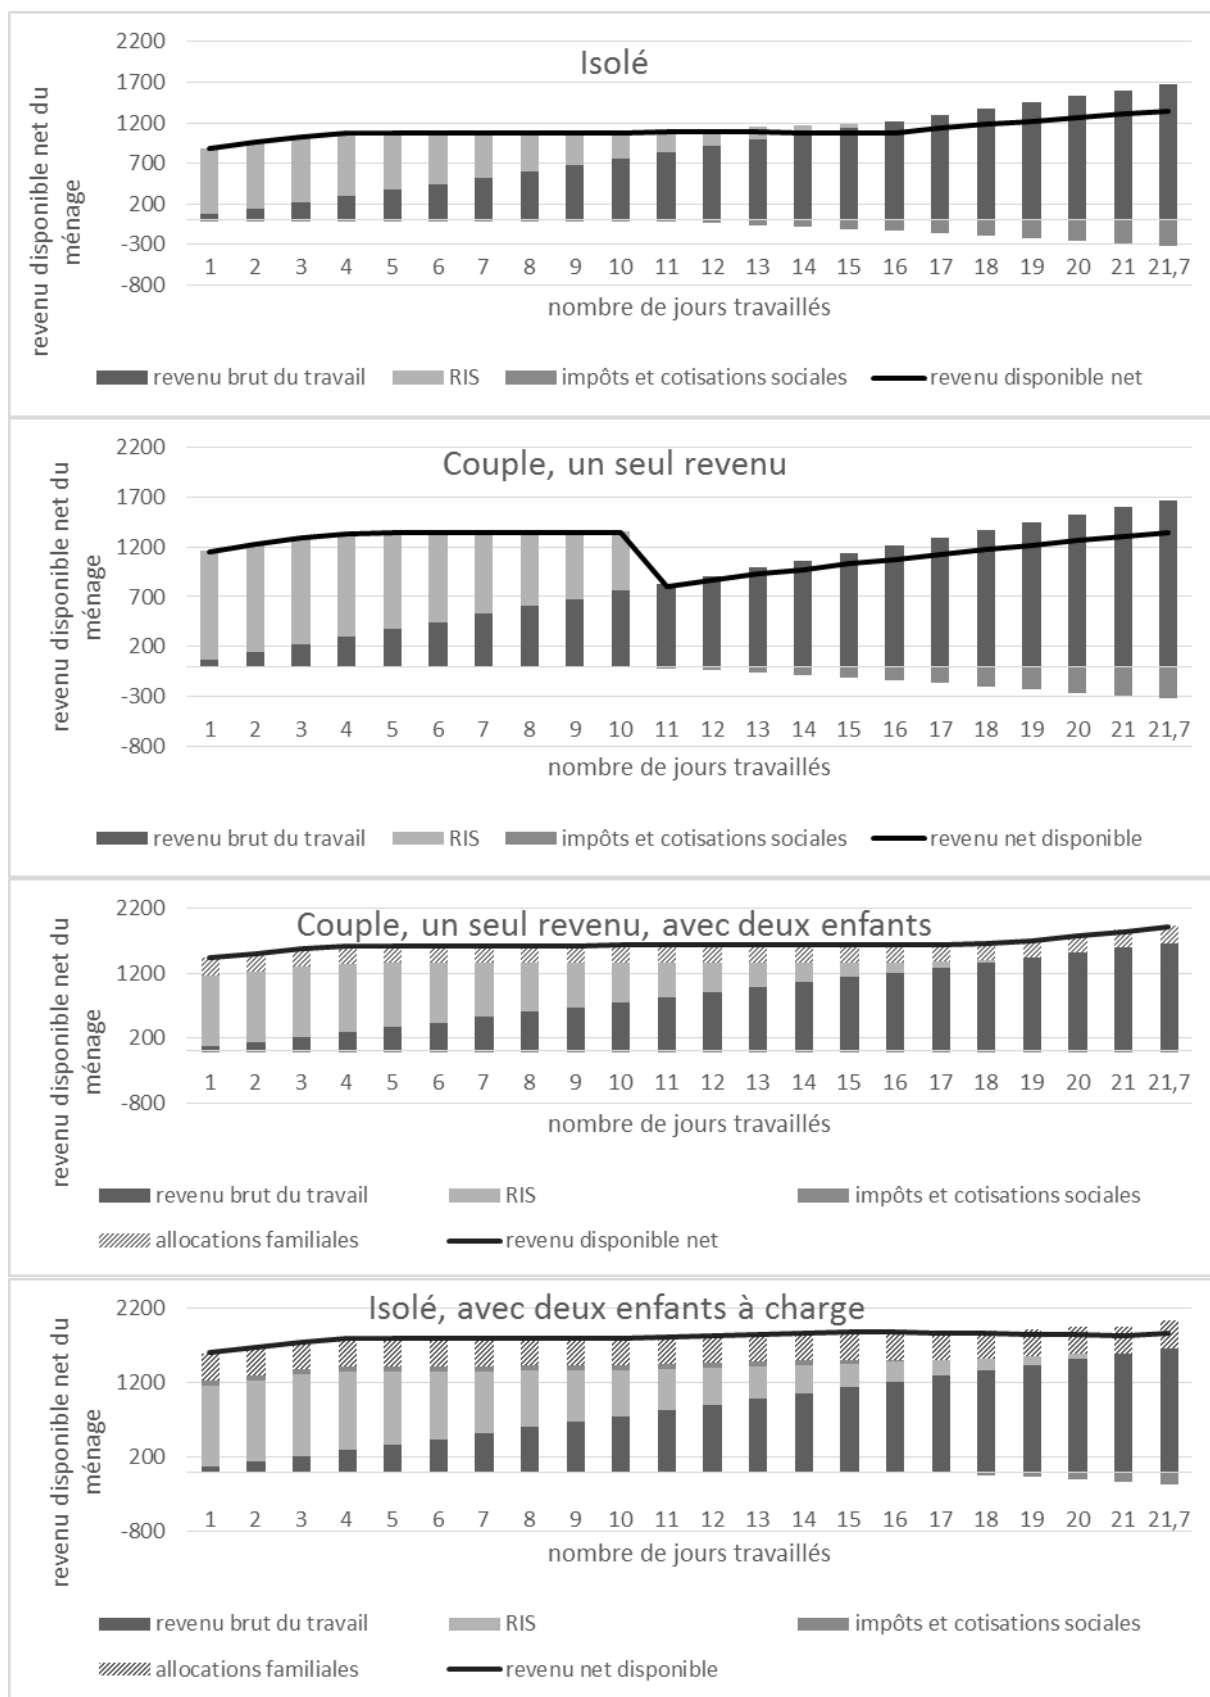 Isolé
revenu disponible net du
ménage
2200
1700
1200
700
200
-300
-800
1 2 3 4 5 6 7 8 9 10 11 12 13 14 15 16 17 18 19 20 21 21,7
nombre de jours travaillés
revenu brut du travail RIS impôts et cotisations sociales revenu disponible net
Couple, un seul revenu
revenu disponible net du
ménage
2200
1700
1200
700
200
-300
-800
1 2 3 4 5 6 7 8 9 10 11 12 13 14 15 16 17 18 19 20 21 21,7
nombre de jours travaillés
revenu brut du travail RIS impôts et cotisations sociales revenu net disponible
Couple, un seul revenu, avec deux enfants
revenu disponible net du
ménage
2200
1200
200
-800
1 2 3 4 5 6 7 8 9 10 11 12 13 14 15 16 17 18 19 20 21 21,7
nombre de jours travaillés
revenu brut du travail RIS impôts et cotisations sociales
allocations familiales revenu disponible net
Isolé, avec deux enfants à charge
revenu disponible net du
ménage
2200
1200
200
-800
1 2 3 4 5 6 7 8 9 10 11 12 13 14 15 16 17 18 19 20 21 21,7
nombre de jours travaillés
revenu brut du travail RIS impôts et cotisations sociales
allocations familiales revenu net disponible